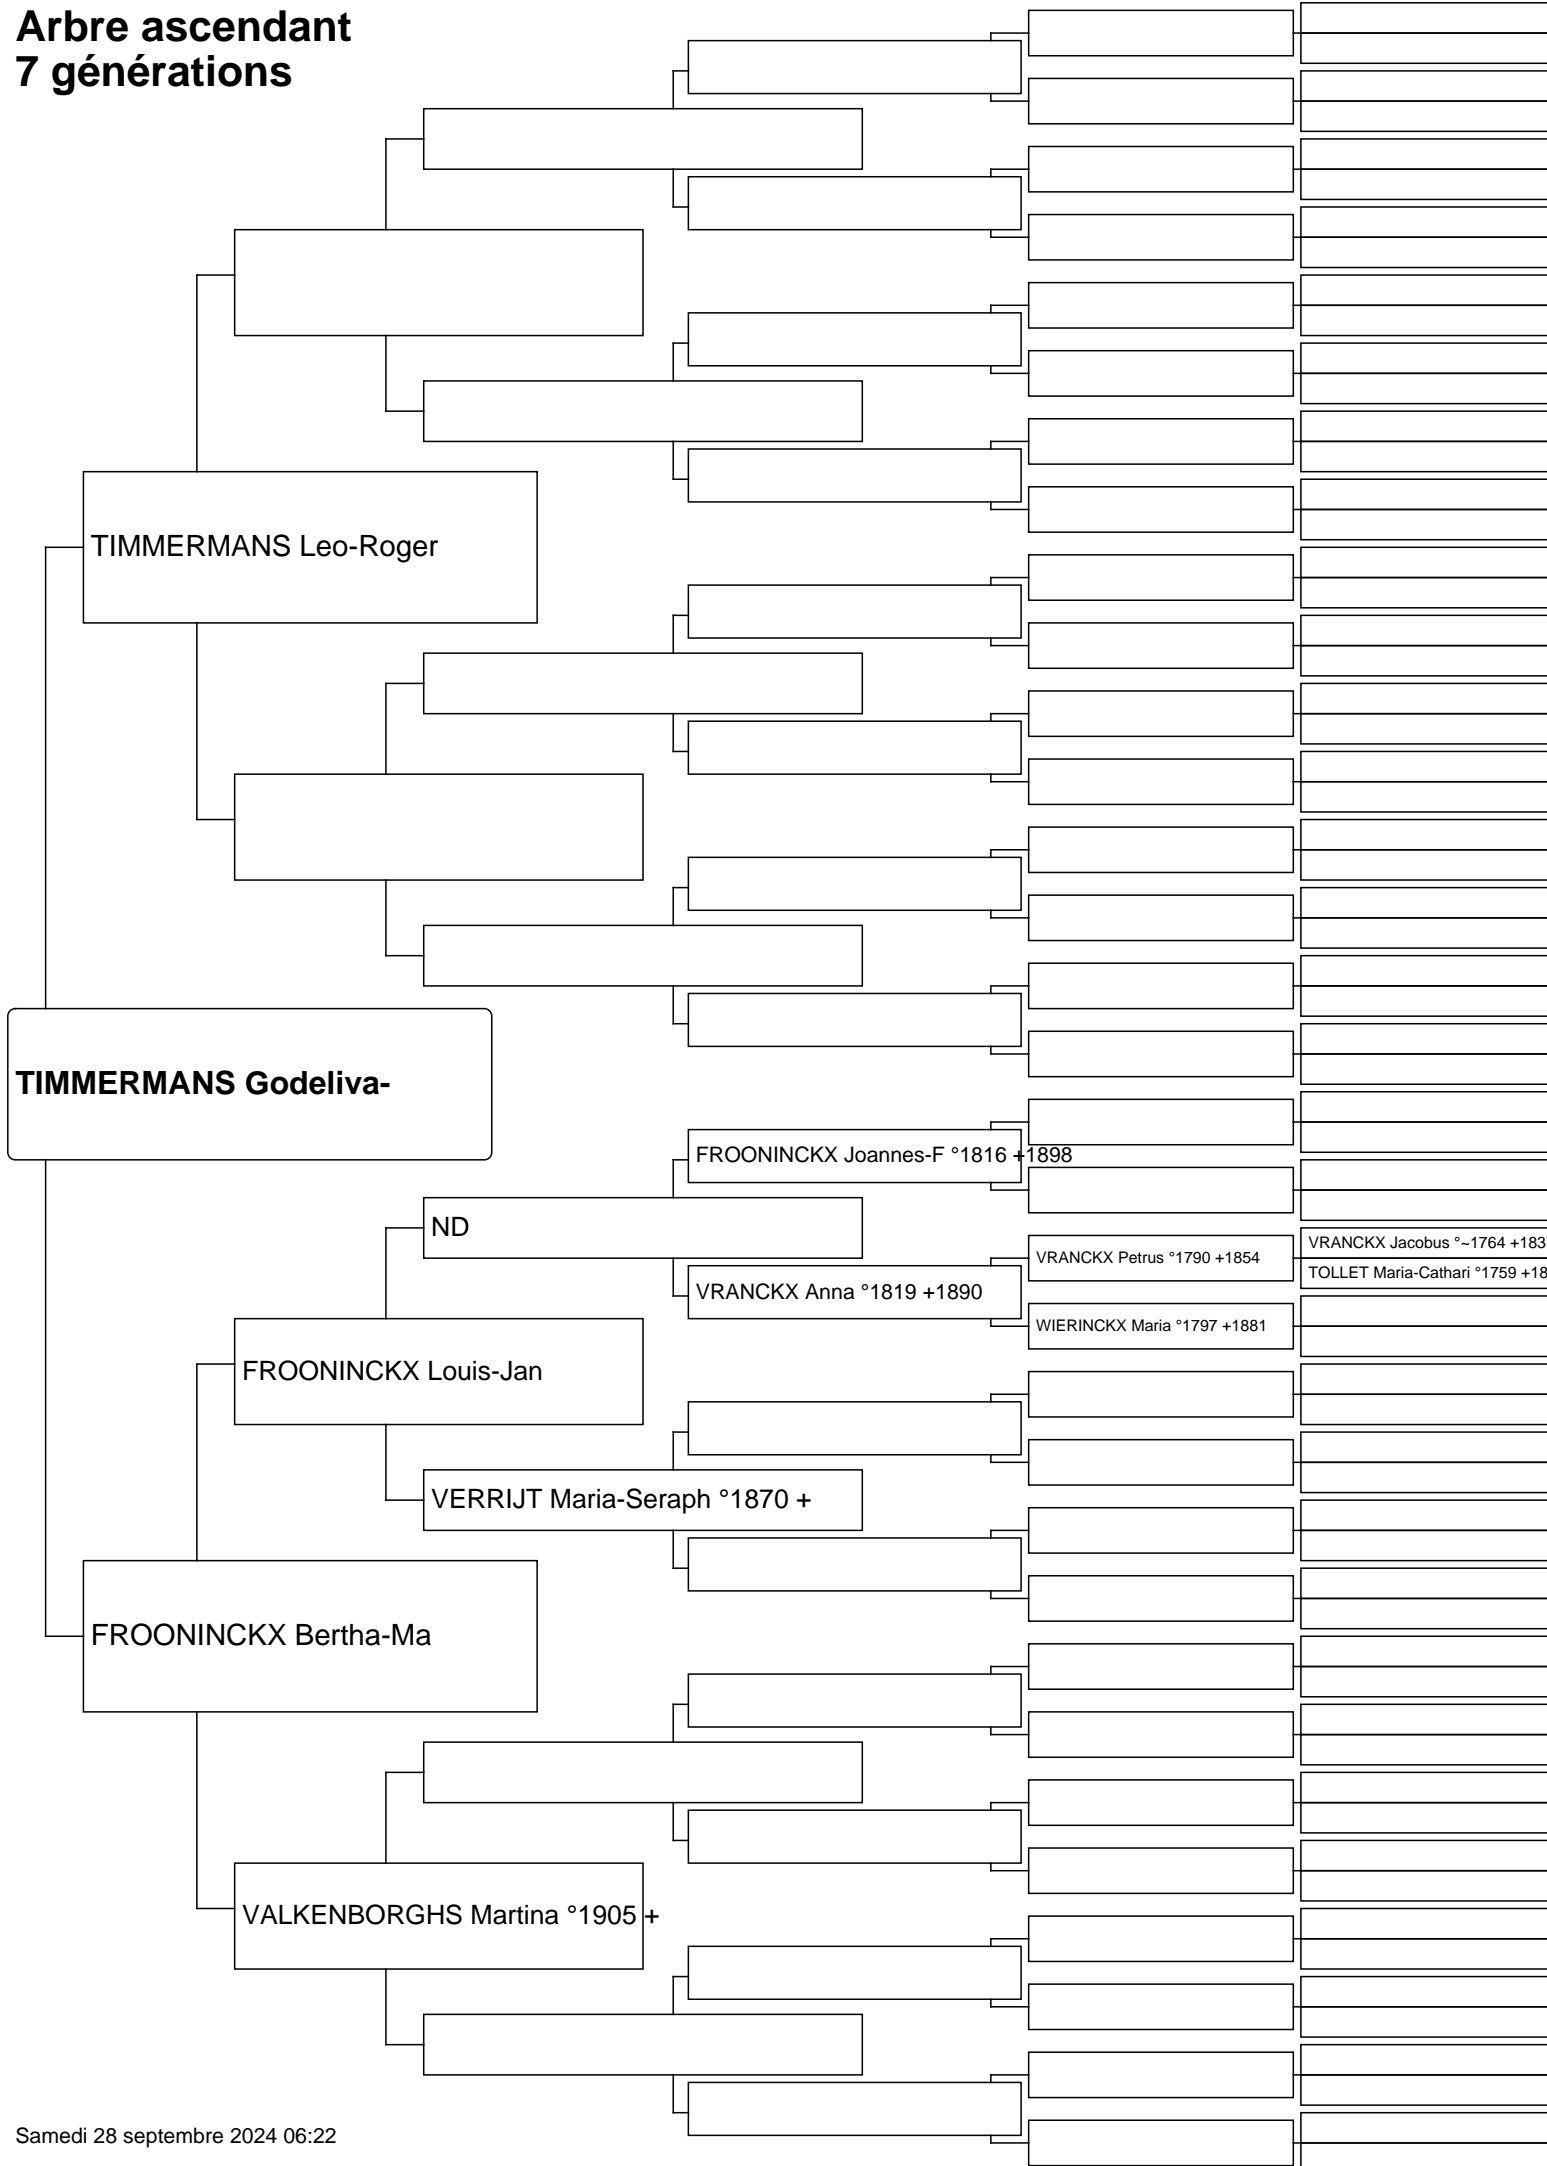 Arbre ascendant
7 générations
TIMMERMANS Leo-Roger
TIMMERMANS Godeliva-
FROONINCKX Joannes-F °1816 +1898
ND
VRANCKX Petrus °1790 +1854
VRANCKX Jacobus °~1764 +183
TOLLET Maria-Cathari °1759 +18
VRANCKX Anna °1819 +1890
WIERINCKX Maria °1797 +1881
FROONINCKX Louis-Jan
VERRIJT Maria-Seraph °1870 +
FROONINCKX Bertha-Ma
VALKENBORGHS Martina °1905 +
Samedi 28 septembre 2024 06:22